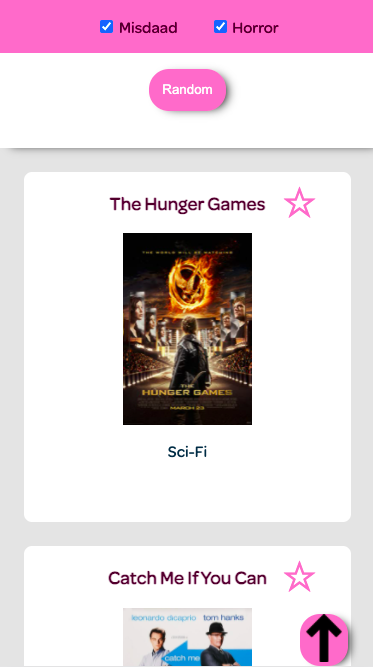 Misdaad
Horror
Random
The Hunger Games
THE WORLD WILL BE WATCHING
THE
HUNGER GAMES
MARCH 23
Sci-Fi
Catch Me If You Can
leonardo dicaprio tom hanks
catch me